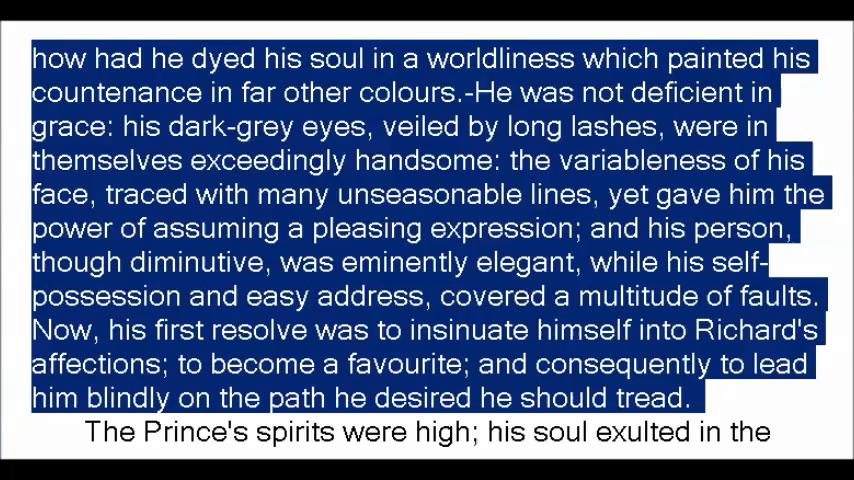 how had he dyed his soul in a worldliness which painted his
countenance in far other colours.-He was not deficient in
grace: his dark-grey eyes, veiled by long lashes, were in
themselves exceedingly handsome: the variableness of his
face, traced with many unseasonable lines, yet gave him the
power of assuming a pleasing expression; and his person,
though diminutive, was eminently elegant, while his self-
possession and easy address, covered a multitude of faults.
Now, his first resolve was to insinuate himself into Richard's
affections; to become a favourite; and consequently to lead
him blindly on the path he desired he should tread.
The Prince's spirits were high; his soul exulted in the